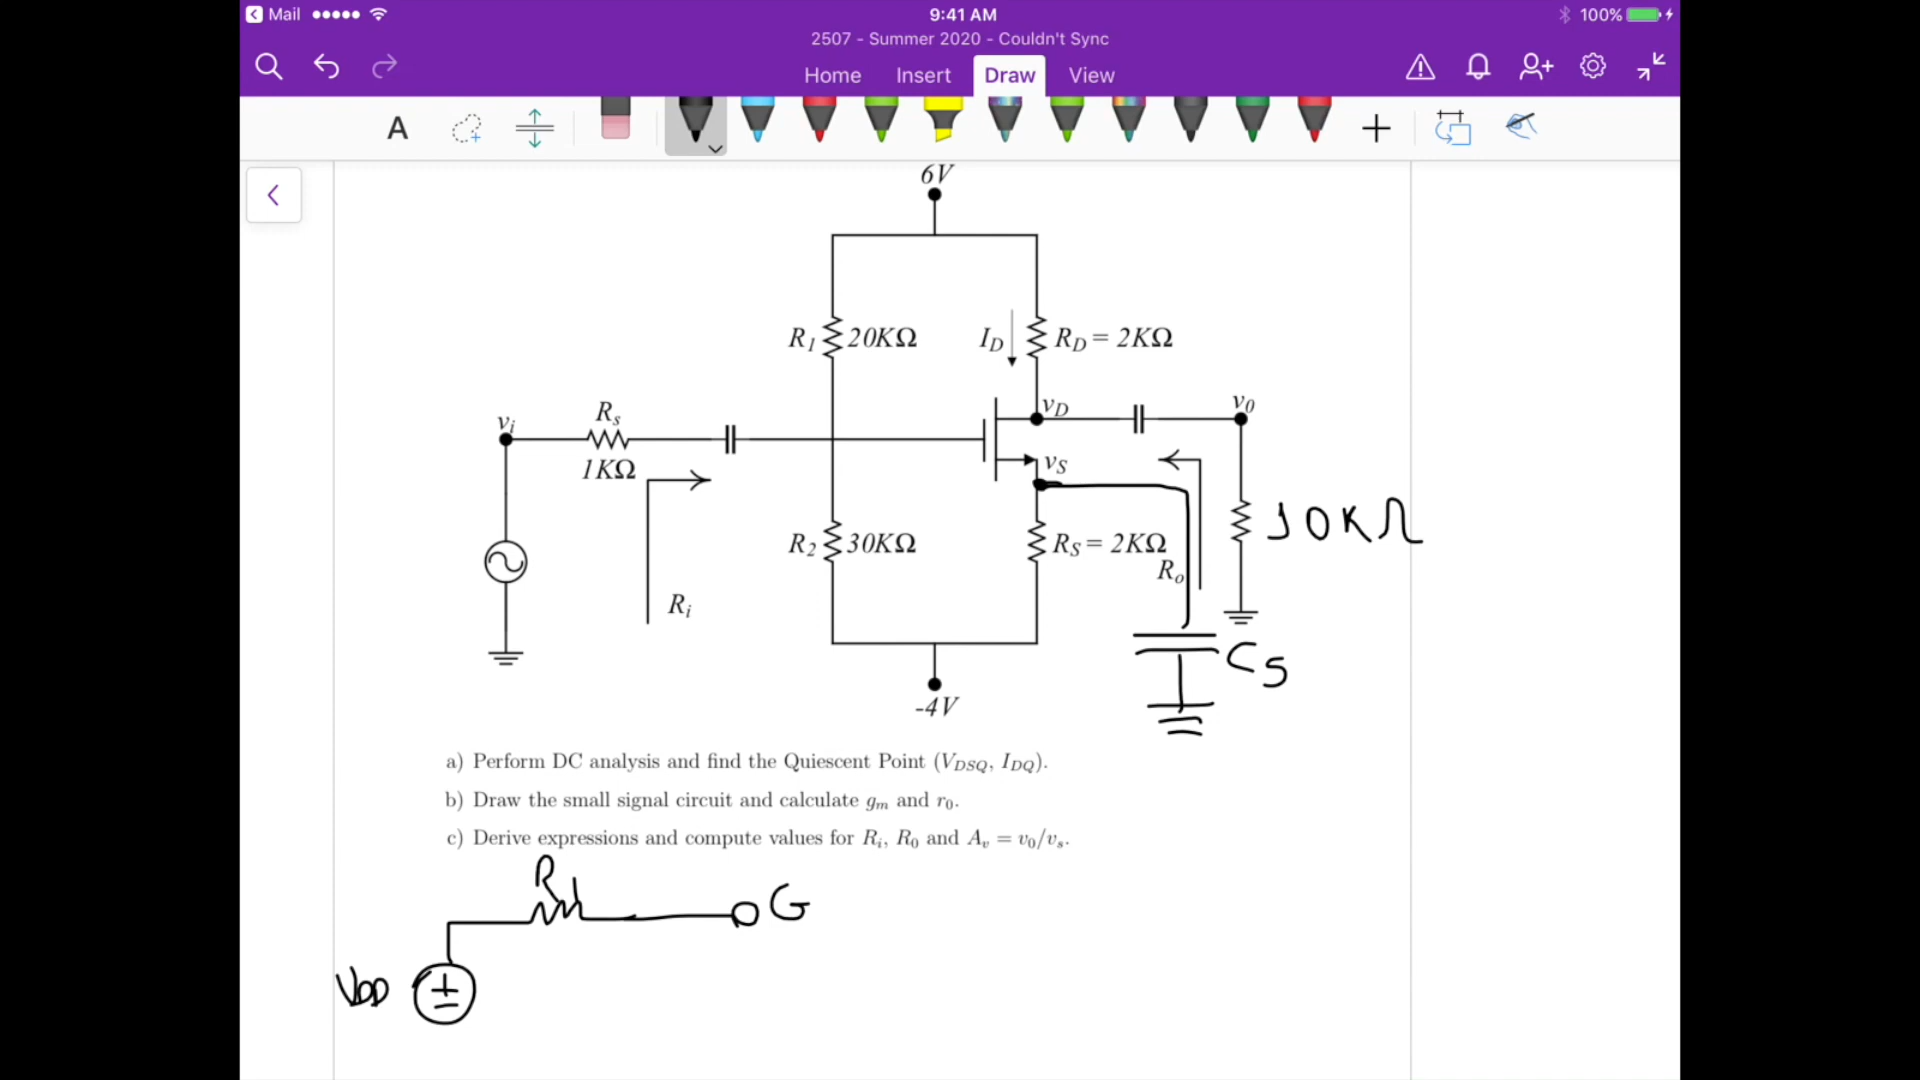 Mail 9:41 AM 100%
2507 - Summer 2020 - Couldn't Sync
Home Insert Draw View
A
6V
R1 20KΩ ID RD = 2KΩ
vi Rs vD v0
1KΩ vS
R2 30KΩ RS = 2KΩ 10KΩ
Ro
Ri
CS
-4V
a) Perform DC analysis and find the Quiescent Point (VDSQ, IDQ).
b) Draw the small signal circuit and calculate gm and r0.
c) Derive expressions and compute values for Ri, R0 and Av = v0/vs.
G
VDD